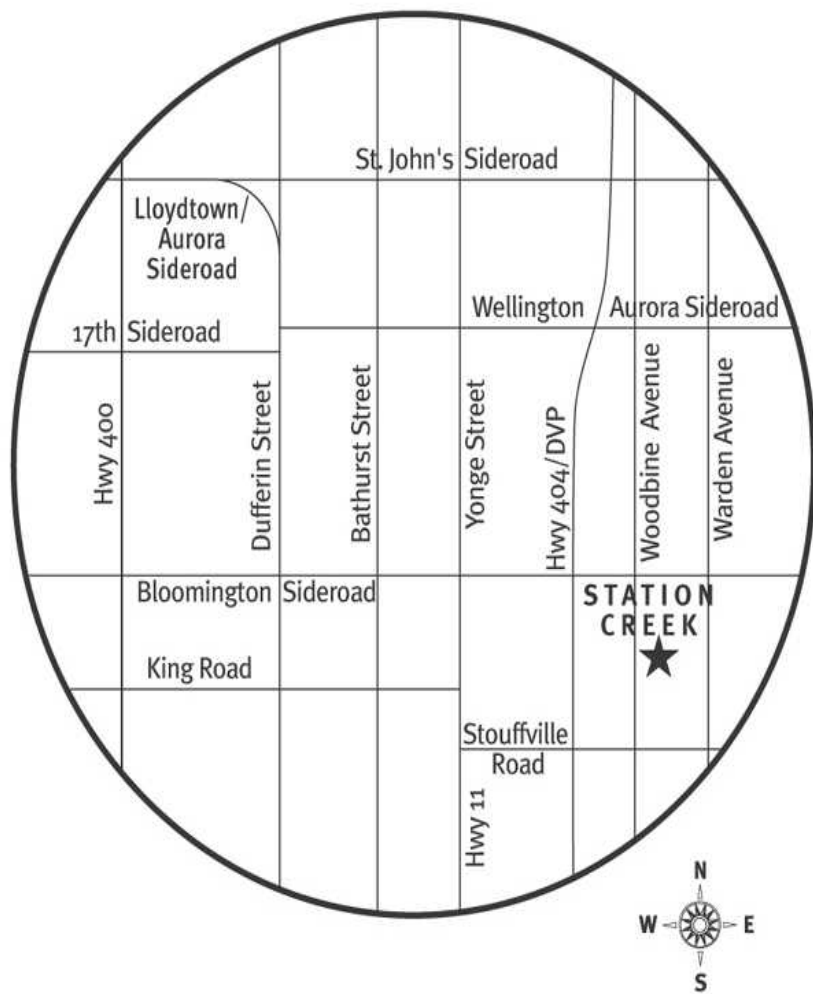 St. John's Sideroad
Lloydtown/
Aurora
Sideroad
Wellington
Aurora Sideroad
17th Sideroad
Hwy 400
Dufferin Street
Bathurst Street
Yonge Street
Hwy 404/DVP
Woodbine Avenue
Warden Avenue
Bloomington Sideroad
STATION
CREEK
King Road
Stouffville
Road
Hwy 11
N
W E
S